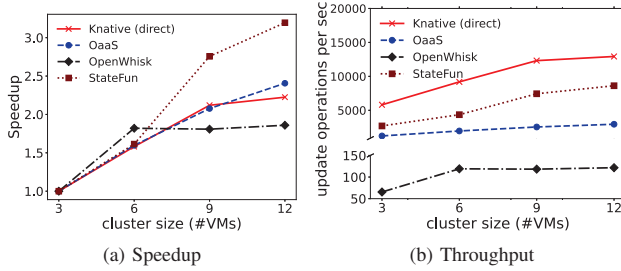 Speedup
3.0
2.5
2.0
1.5
1.0
Knative (direct)
OaaS
OpenWhisk
StateFun
3 6 9 12
cluster size (#VMs)
(a) Speedup
update operations per sec
20000
15000
10000
5000
150
100
50
Knative (direct)
StateFun
OaaS
OpenWhisk
3 6 9 12
cluster size (#VMs)
(b) Throughput